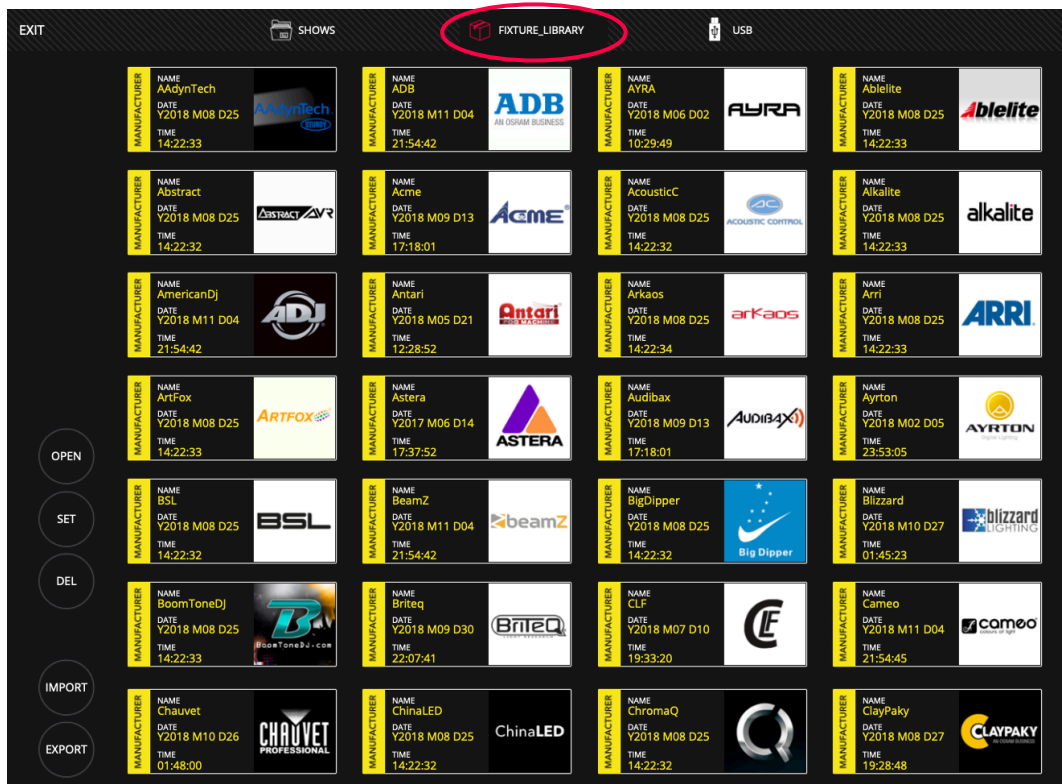 EXIT
SHOWS
FIXTURE_LIBRARY
USB
MANUFACTURER
NAME
AAdynTech
DATE
Y2018 M08 D25
TIME
14:22:33
AAdynTech
STURDY
MANUFACTURER
NAME
ADB
DATE
Y2018 M11 D04
TIME
21:54:42
ADB
AN OSRAM BUSINESS
MANUFACTURER
NAME
AYRA
DATE
Y2018 M06 D02
TIME
10:29:49
AYRA
MANUFACTURER
NAME
Ablelite
DATE
Y2018 M08 D25
TIME
14:22:33
Ablelite
MANUFACTURER
NAME
Abstract
DATE
Y2018 M08 D25
TIME
14:22:32
ABSTRACT AVR
MANUFACTURER
NAME
Acme
DATE
Y2018 M09 D13
TIME
17:18:01
ACME
MANUFACTURER
NAME
AcousticC
DATE
Y2018 M08 D25
TIME
14:22:32
AC
ACOUSTIC CONTROL
MANUFACTURER
NAME
Alkalite
DATE
Y2018 M08 D25
TIME
14:22:33
alkalite
MANUFACTURER
NAME
AmericanDj
DATE
Y2018 M11 D04
TIME
21:54:42
ADJ
MANUFACTURER
NAME
Antari
DATE
Y2018 M05 D21
TIME
12:28:52
Antari
FOG MACHINE
MANUFACTURER
NAME
Arkaos
DATE
Y2018 M08 D25
TIME
14:22:34
arkaos
MANUFACTURER
NAME
Arri
DATE
Y2018 M08 D25
TIME
14:22:33
ARRI
MANUFACTURER
NAME
ArtFox
DATE
Y2018 M08 D25
TIME
14:22:33
ARTFOX
MANUFACTURER
NAME
Astera
DATE
Y2017 M06 D14
TIME
17:37:52
ASTERA
MANUFACTURER
NAME
Audibax
DATE
Y2018 M09 D13
TIME
17:18:01
AUDIBAX
MANUFACTURER
NAME
Ayrton
DATE
Y2018 M02 D05
TIME
23:53:05
AYRTON
Digital Lighting
OPEN
SET
DEL
IMPORT
EXPORT
MANUFACTURER
NAME
BSL
DATE
Y2018 M08 D25
TIME
14:22:32
BSL
MANUFACTURER
NAME
BeamZ
DATE
Y2018 M11 D04
TIME
21:54:42
beamZ
MANUFACTURER
NAME
BigDipper
DATE
Y2018 M08 D25
TIME
14:22:32
Big Dipper
MANUFACTURER
NAME
Blizzard
DATE
Y2018 M10 D27
TIME
01:45:23
blizzard
LIGHTING
MANUFACTURER
NAME
BoomToneDJ
DATE
Y2018 M08 D25
TIME
14:22:33
B
BoomToneDJ.com
MANUFACTURER
NAME
Briteq
DATE
Y2018 M09 D30
TIME
22:07:41
BRITEQ
MANUFACTURER
NAME
CLF
DATE
Y2018 M07 D10
TIME
19:33:20
CLF
MANUFACTURER
NAME
Cameo
DATE
Y2018 M11 D04
TIME
21:54:45
cameo
colours of light
MANUFACTURER
NAME
Chauvet
DATE
Y2018 M10 D26
TIME
01:48:00
CHAUVET
PROFESSIONAL
MANUFACTURER
NAME
ChinaLED
DATE
Y2018 M08 D25
TIME
14:22:32
ChinaLED
MANUFACTURER
NAME
ChromaQ
DATE
Y2018 M08 D25
TIME
14:22:32
MANUFACTURER
NAME
ClayPaky
DATE
Y2018 M08 D27
TIME
19:28:48
CLAYPAKY
AN OSRAM BUSINESS